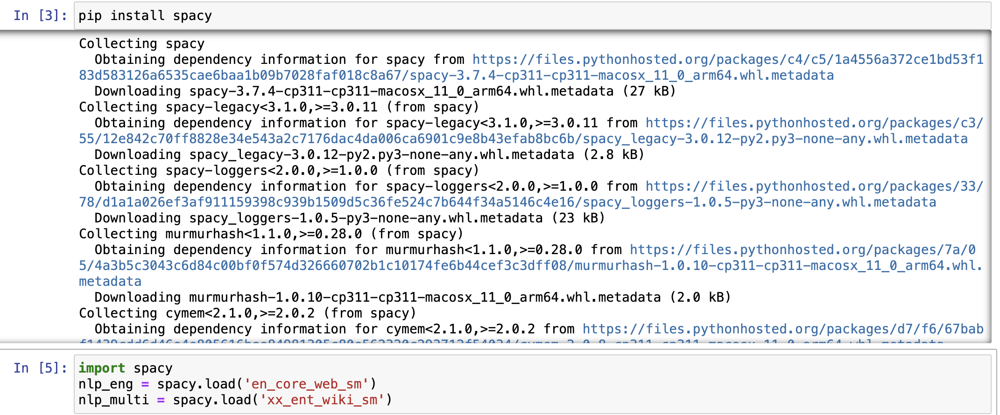 In [3]: pip install spacy
Collecting spacy
Obtaining dependency information for spacy from https://files.pythonhosted.org/packages/c4/c5/1a4556a372ce1bd53f1
83d583126a6535cae6baa1b09b7028faf018c8a67/spacy-3.7.4-cp311-cp311-macosx_11_0_arm64.whl.metadata
Downloading spacy-3.7.4-cp311-cp311-macosx_11_0_arm64.whl.metadata (27 kB)
Collecting spacy-legacy<3.1.0,>=3.0.11 (from spacy)
Obtaining dependency information for spacy-legacy<3.1.0,>=3.0.11 from https://files.pythonhosted.org/packages/c3/
55/12e842c70ff8828e34e543a2c7176dac4da006ca6901c9e8b43efab8bc6b/spacy_legacy-3.0.12-py2.py3-none-any.whl.metadata
Downloading spacy_legacy-3.0.12-py2.py3-none-any.whl.metadata (2.8 kB)
Collecting spacy-loggers<2.0.0,>=1.0.0 (from spacy)
Obtaining dependency information for spacy-loggers<2.0.0,>=1.0.0 from https://files.pythonhosted.org/packages/33/
78/d1a1a026ef3af911159398c939b1509d5c36fe524c7b644f34a5146c4e16/spacy_loggers-1.0.5-py3-none-any.whl.metadata
Downloading spacy_loggers-1.0.5-py3-none-any.whl.metadata (23 kB)
Collecting murmurhash<1.1.0,>=0.28.0 (from spacy)
Obtaining dependency information for murmurhash<1.1.0,>=0.28.0 from https://files.pythonhosted.org/packages/7a/0
5/4a3b5c3043c6d84c00bf0f574d326660702b1c10174fe6b44cef3c3dff08/murmurhash-1.0.10-cp311-cp311-macosx_11_0_arm64.whl.
metadata
Downloading murmurhash-1.0.10-cp311-cp311-macosx_11_0_arm64.whl.metadata (2.0 kB)
Collecting cymem<2.1.0,>=2.0.2 (from spacy)
Obtaining dependency information for cymem<2.1.0,>=2.0.2 from https://files.pythonhosted.org/packages/d7/f6/67bab
In [5]: import spacy
nlp_eng = spacy.load('en_core_web_sm')
nlp_multi = spacy.load('xx_ent_wiki_sm')